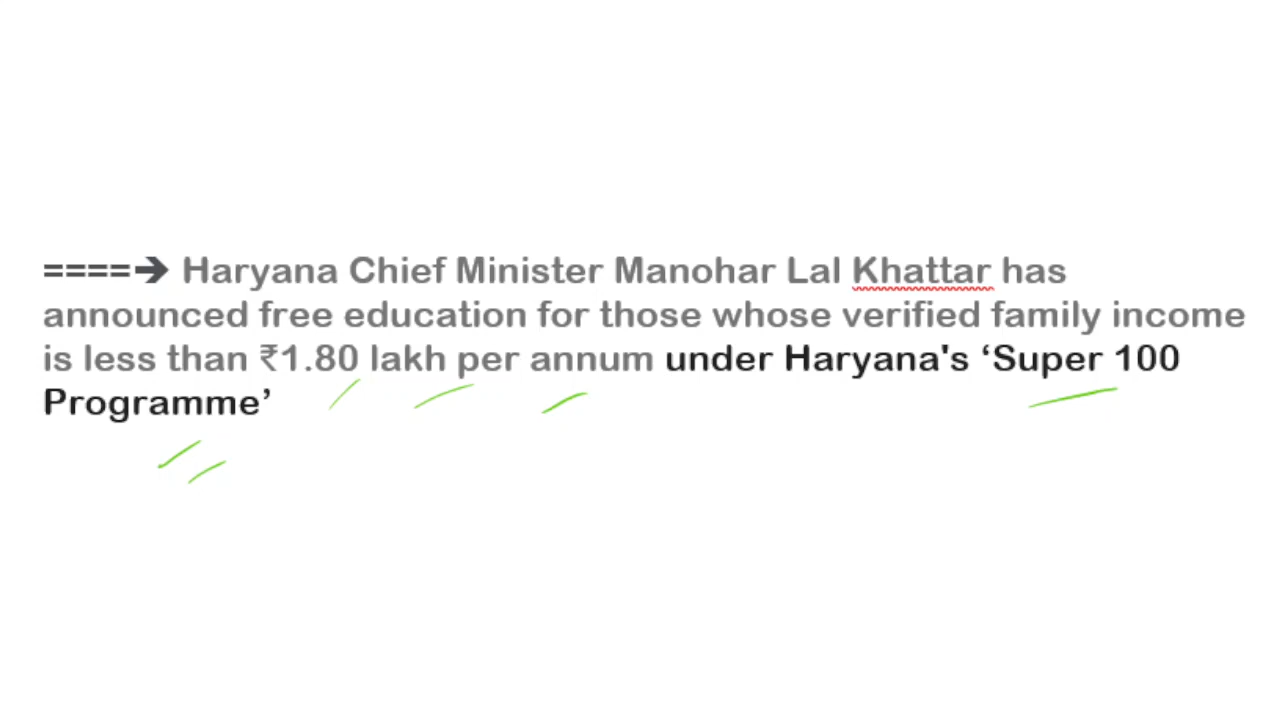 ====➔ Haryana Chief Minister Manohar Lal Khattar has
announced free education for those whose verified family income
is less than ₹1.80 lakh per annum under Haryana's ‘Super 100
Programme’